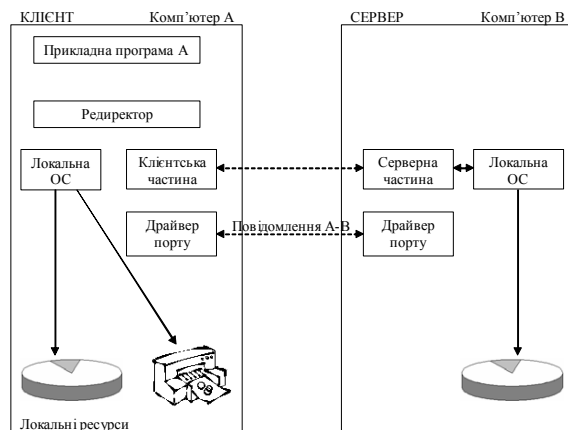 КЛІЄНТ Комп’ютер А
СЕРВЕР Комп’ютер В
Прикладна програма А
Редиректор
Локальна
ОС
Клієнтська
частина
Серверна
частина
Локальна
ОС
Драйвер
порту
Повідомлення А-В
Драйвер
порту
Локальні ресурси